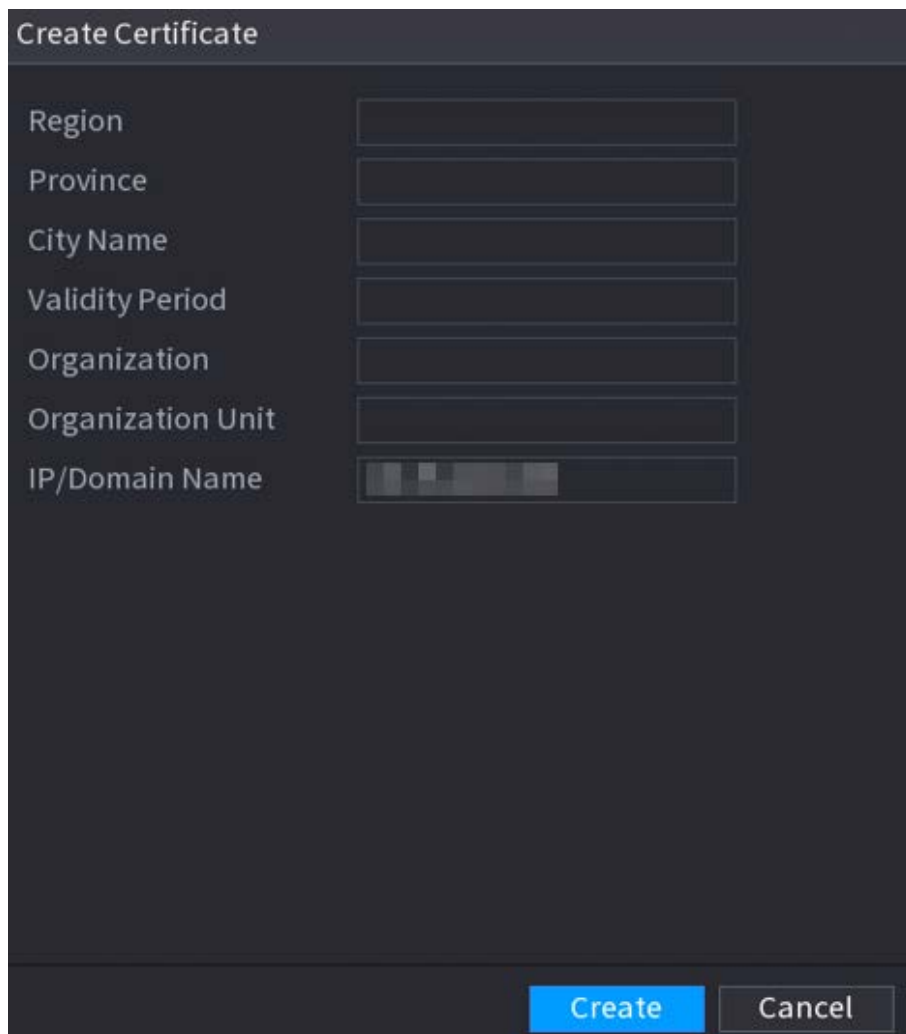 Create Certificate
Region
Province
City Name
Validity Period
Organization
Organization Unit
IP/Domain Name
Create Cancel